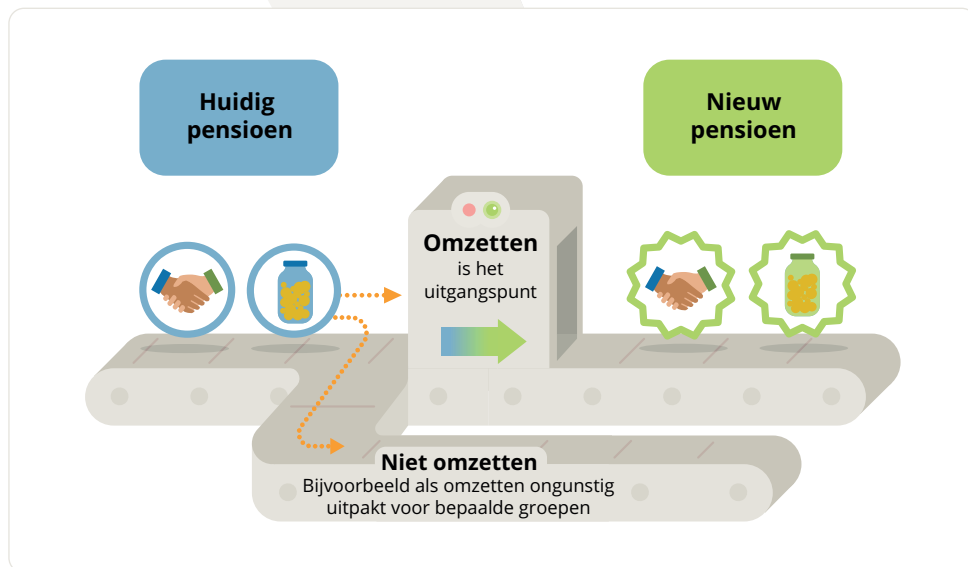 Huidig
pensioen
Nieuw
pensioen
Omzetten
is het
uitgangspunt
Niet omzetten
Bijvoorbeeld als omzetten ongunstig
uitpakt voor bepaalde groepen